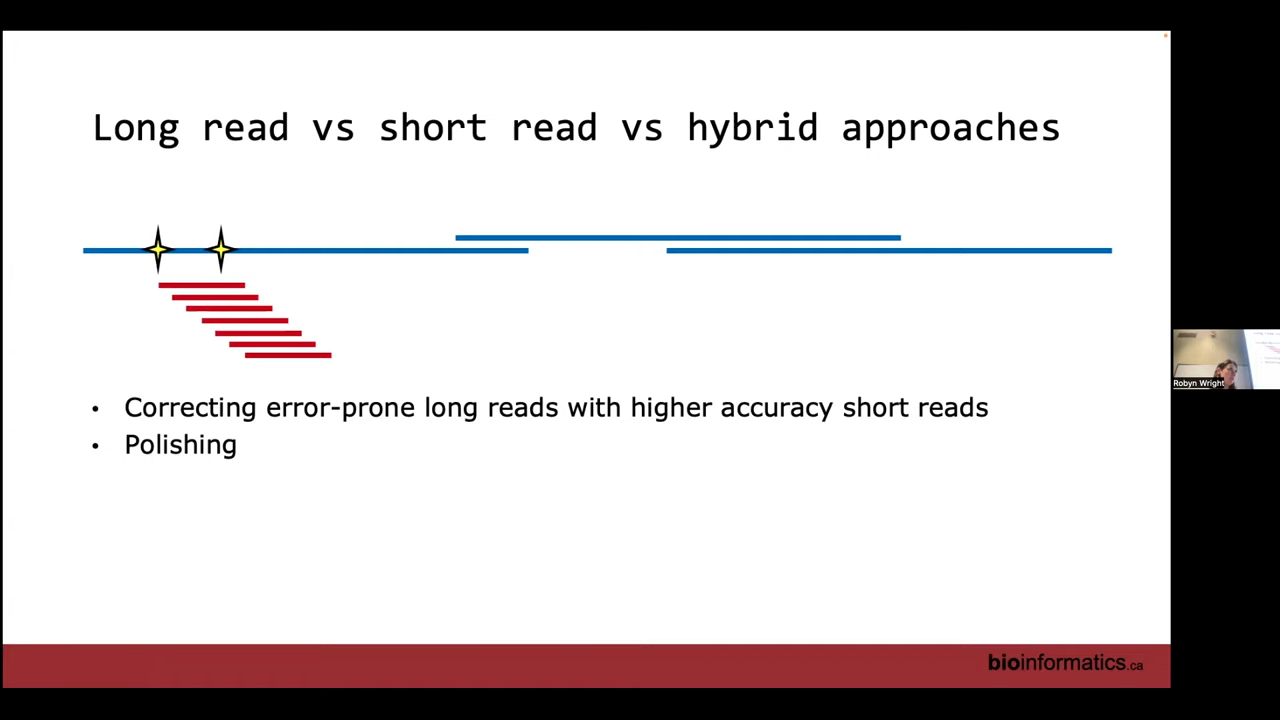 Long read vs short read vs hybrid approaches
• Correcting error-prone long reads with higher accuracy short reads
• Polishing
Robyn Wright
bioinformatics.ca